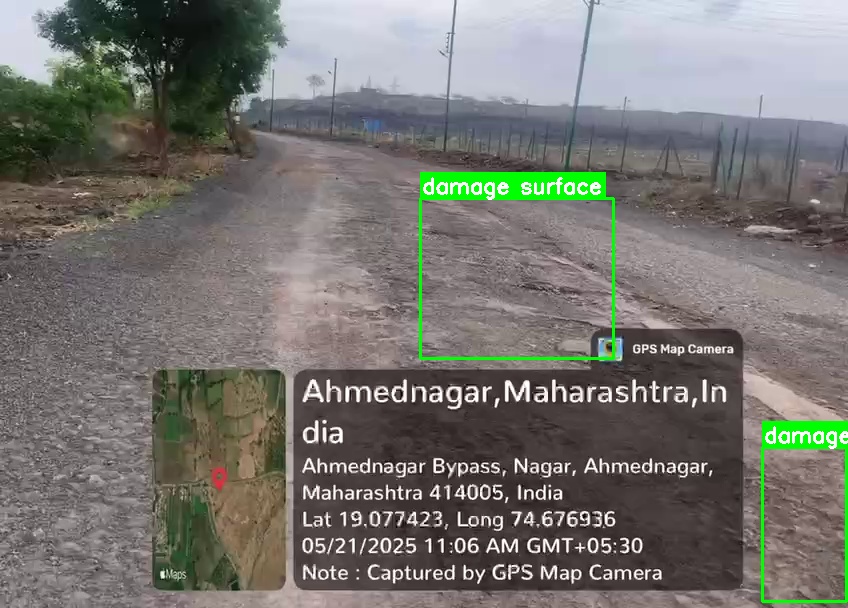 damage surface
GPS Map Camera
Ahmednagar,Maharashtra,In
dia
damage
Ahmednagar Bypass, Nagar, Ahmednagar,
Maharashtra 414005, India
Lat 19.077423, Long 74.676936
05/21/2025 11:06 AM GMT+05:30
Note : Captured by GPS Map Camera
Maps